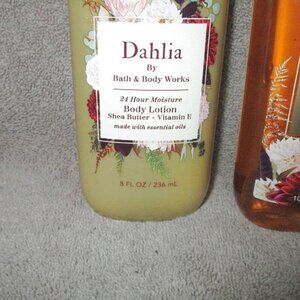 Dahlia
By
Bath & Body Works
24 Hour Moisture
Body Lotion
Shea Butter - Vitamin E
made with essential oils
8 FL OZ / 236 mL